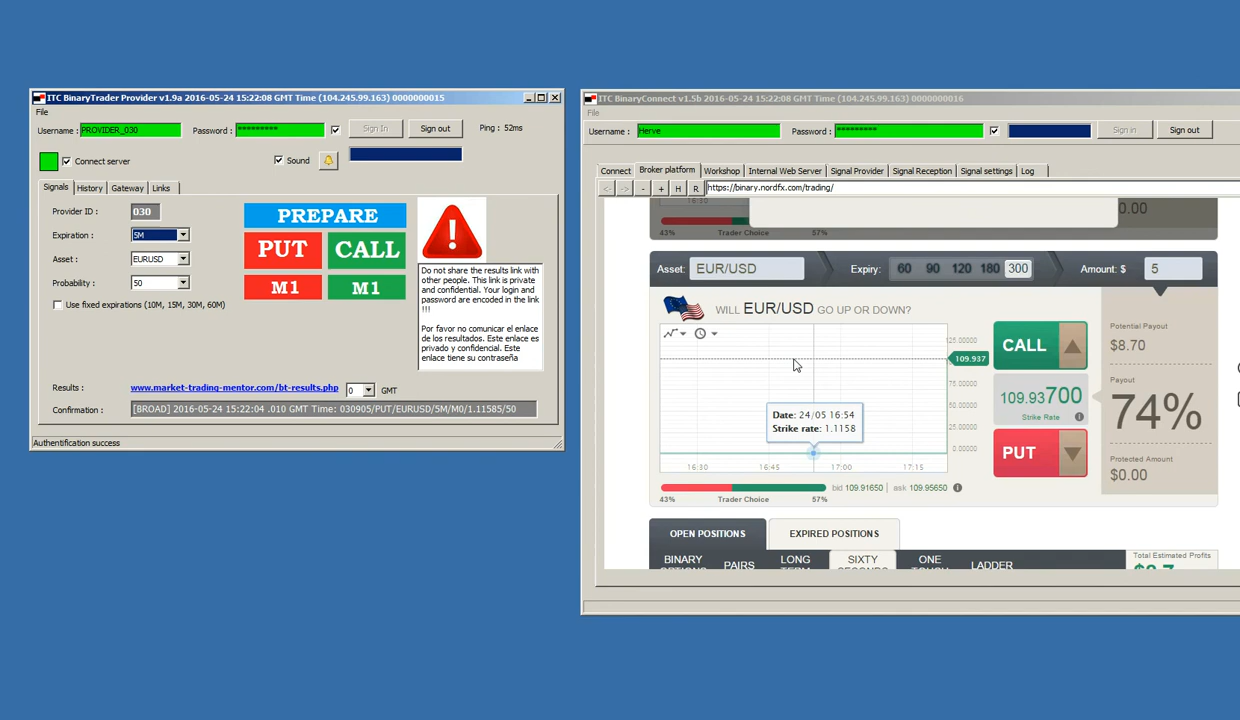 ITC BinaryTrader Provider v1.9a 2016-05-24 15:22:08 GMT Time (104.245.99.163) 0000000015
File
Username : PROVIDER_030 Password : ********* Sign In Sign out Ping : 52ms
Connect server Sound
Signals History Gateway Links
Provider ID : 030
Expiration : 5M
Asset : EURUSD
Probability : 50
Use fixed expirations (10M, 15M, 30M, 60M)
PREPARE
PUT CALL
M1 M1
!
Do not share the results link with
other people. This link is private
and confidential. Your login and
password are encoded in the link
!!!
Por favor no comunicar el enlace
de los resultados. Este enlace es
privado y confidencial. Este
enlace tiene su contraseña
Results : www.market-trading-mentor.com/bt-results.php 0 GMT
Confirmation : [BROAD] 2016-05-24 15:22:04 .010 GMT Time: 030905/PUT/EURUSD/5M/M0/1.11585/50
Authentification success
ITC BinaryConnect v1.5b 2016-05-24 15:22:08 GMT Time (104.245.99.163) 0000000016
File
Username : Herve Password : ********* Sign in Sign out
Connect Broker platform Workshop Internal Web Server Signal Provider Signal Reception Signal settings Log
<- -> - + H R https://binary.nordfx.com/trading/
16:30 0.00
43% Trader Choice 57%
Asset: EUR/USD Expiry: 60 90 120 180 300 Amount: $ 5
WILL EUR/USD GO UP OR DOWN?
125.00000
109.937
75.00000
50.00000
25.00000
0.00000
Date: 24/05 16:54
Strike rate: 1.1158
16:30 16:45 17:00 17:15
43% Trader Choice 57%
bid 109.91650 ask 109.95650
CALL
109.93700
Strike Rate
PUT
Potential Payout
$8.70
Payout
74%
Protected Amount
$0.00
OPEN POSITIONS EXPIRED POSITIONS
BINARY PAIRS LONG SIXTY ONE LADDER
Total Estimated Profits